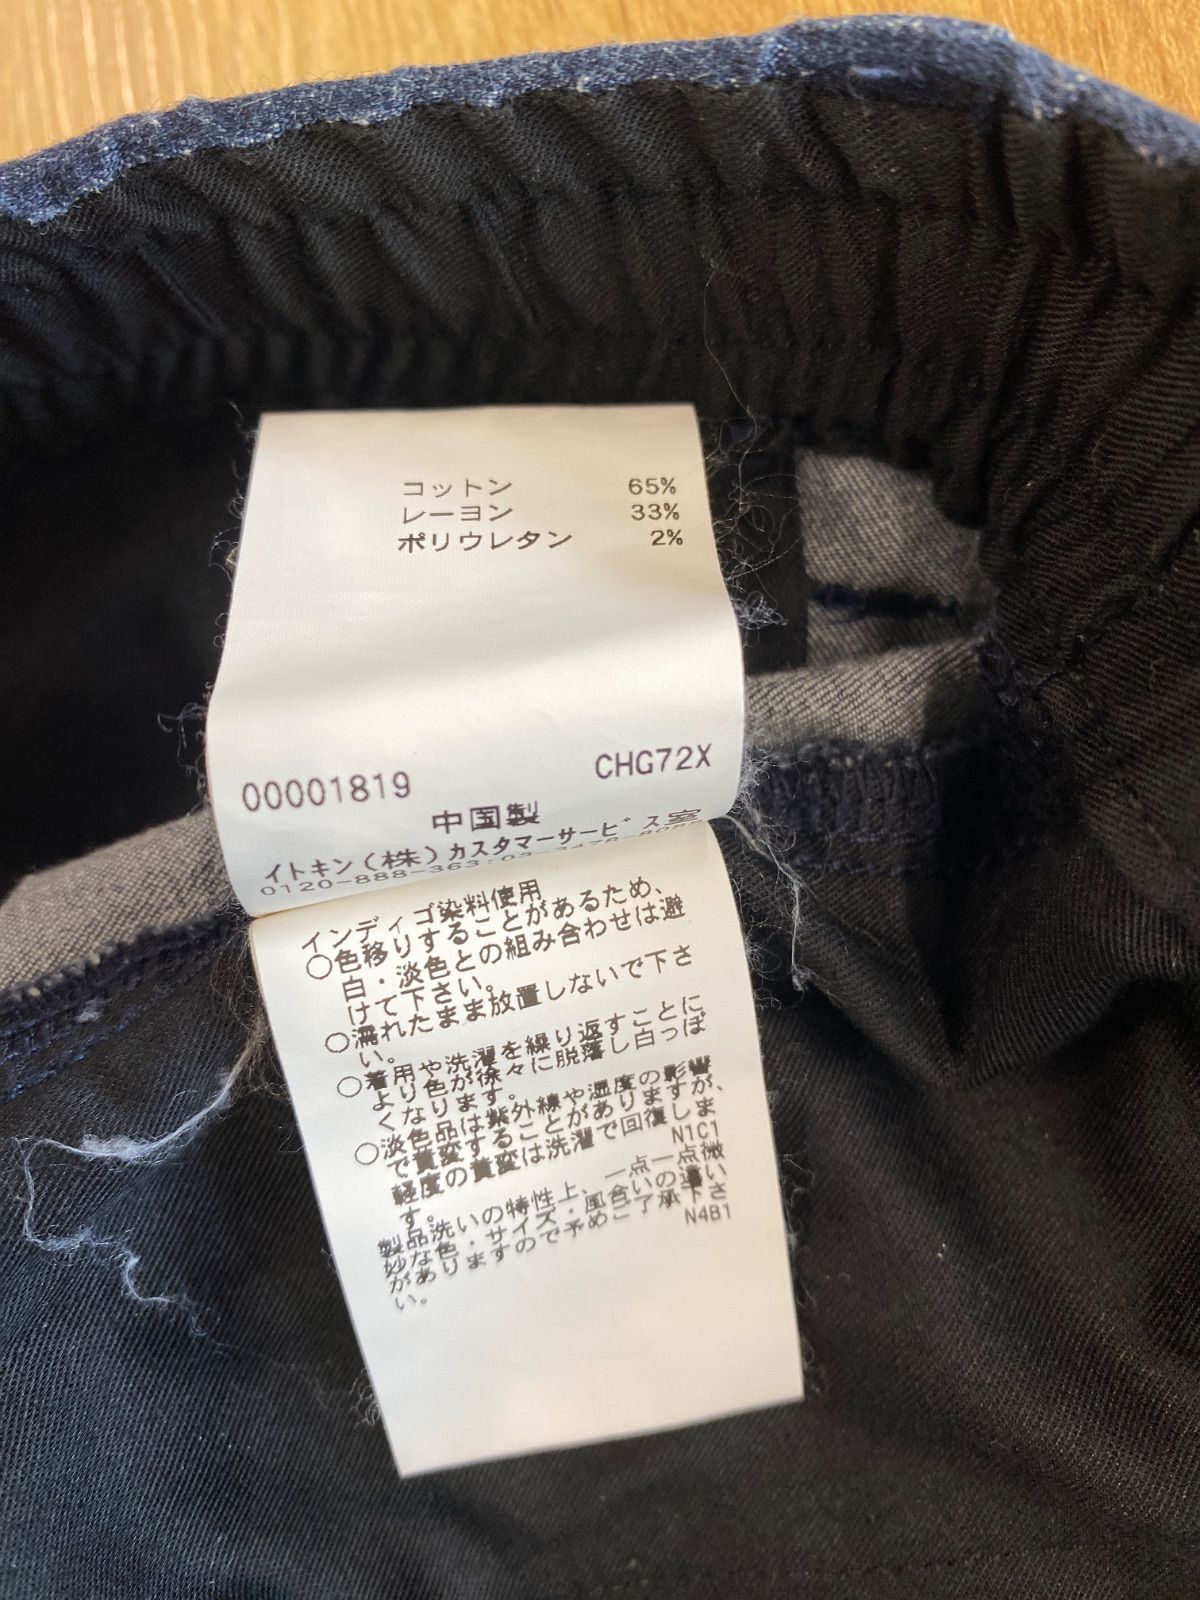 コットン 65%
レーヨン 33%
ポリウレタン 2%
00001819 CHG72X
中国製
イトキン(株)カスタマーサービス室
0120-888-363:03-3478-8088
インディゴ染料使用
○色移りすることがあるため、
白・淡色との組み合わせは避
けて下さい。
○濡れたまま放置しないで下さ
い。
○着用や洗濯を繰り返すことに
より色が徐々に脱落し白っぽ
くなります。
○淡色品は紫外線や湿度の影響
で黄変することがありますが、
軽度の黄変は洗濯で回復しま
す。 N1C1
製品洗いの特性上、一点一点微
妙な色・サイズ・風合いの違い
がありますので予めご了承下さ
い。 N4B1